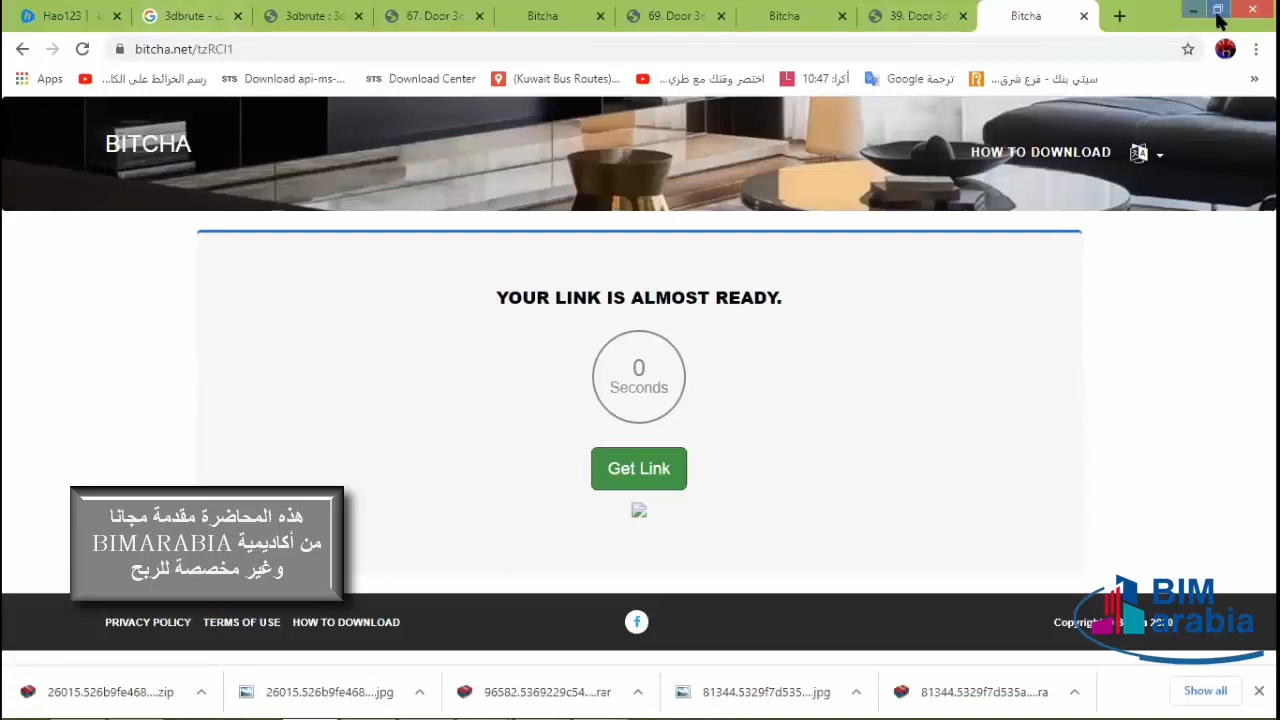 Hao123 |
3dbrute - ك
3dbrute : 3d
67. Door 3d
Bitcha
69. Door 3d
Bitcha
39. Door 3d
Bitcha
bitcha.net/tzRCl1
Apps
رسم الخرائط على الكا...
STS Download api-ms-...
STS Download Center
(Kuwait Bus Routes)...
اختصر وقتك مع طري...
أكرا: 10:47
ترجمة Google
سيتي بنك - فرع شرق...
BITCHA
HOW TO DOWNLOAD
YOUR LINK IS ALMOST READY.
0
Seconds
Get Link
هذه المحاضرة مقدمة مجانا
من أكاديمية BIMARABIA
وغير مخصصة للربح
BIM
arabia
PRIVACY POLICY
TERMS OF USE
HOW TO DOWNLOAD
26015.526b9fe468....zip
26015.526b9fe468....jpg
96582.5369229c54....rar
81344.5329f7d535....jpg
81344.5329f7d535a....ra
Show all